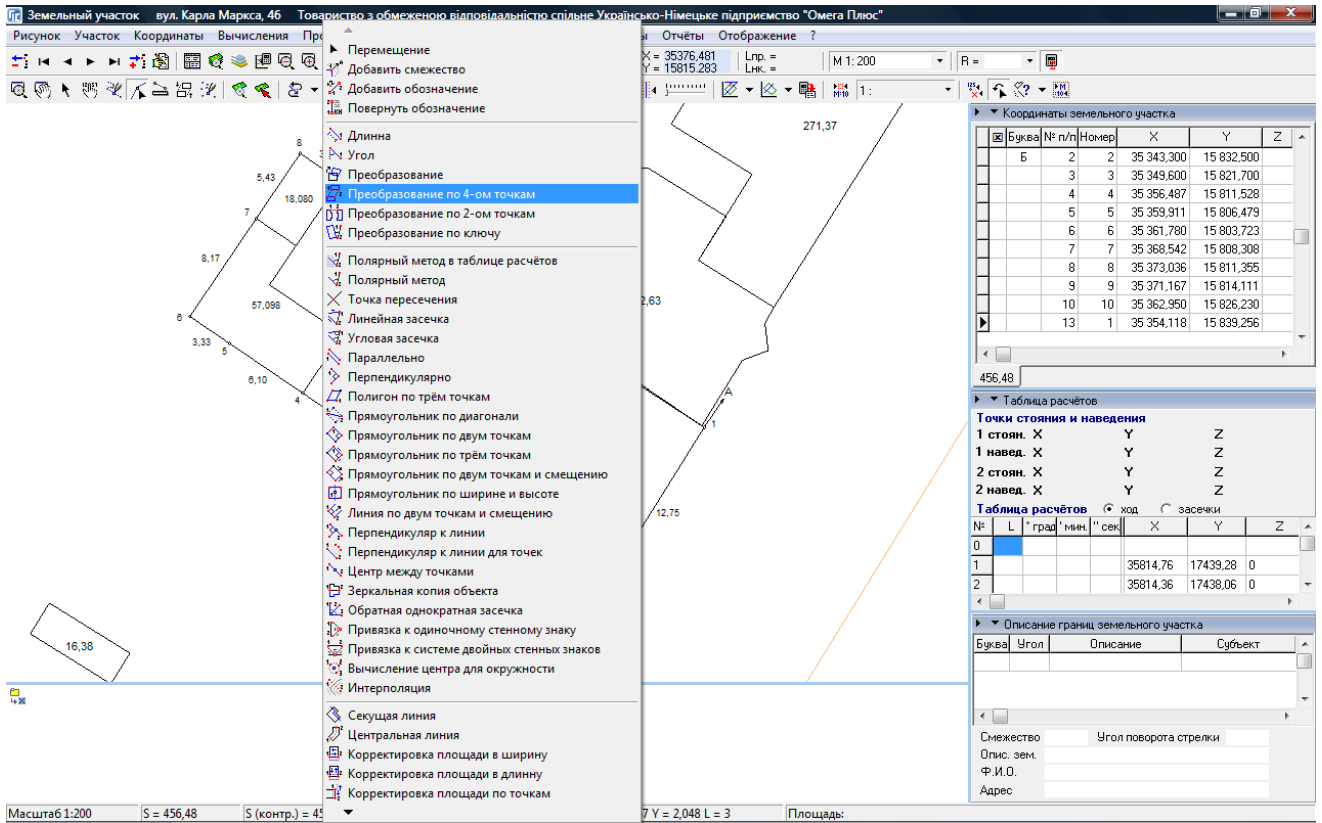 Земельный участок вул. Карла Маркса, 46 Товариство з обмеженою відповідальністю спільне Українсько-Німецьке підприємство "Омега Плюс"
Рисунок Участок Координаты Вычисления Отчёты Отображение ?
X = 35376,481 Lпр. =
Y = 15815.283 Lнк. =
M 1: 200
R =
1:
Перемещение
Добавить смежество
Добавить обозначение
Повернуть обозначение
Длинна
Угол
Преобразование
Преобразование по 4-ом точкам
Преобразование по 2-ом точкам
Преобразование по ключу
Полярный метод в таблице расчётов
Полярный метод
Точка пересечения
Линейная засечка
Угловая засечка
Параллельно
Перпендикулярно
Полигон по трём точкам
Прямоугольник по диагонали
Прямоугольник по двум точкам
Прямоугольник по трём точкам
Прямоугольник по двум точкам и смещению
Прямоугольник по ширине и высоте
Линия по двум точкам и смещению
Перпендикуляр к линии
Перпендикуляр к линии для точек
Центр между точками
Зеркальная копия объекта
Обратная однократная засечка
Привязка к одиночному стенному знаку
Привязка к системе двойных стенных знаков
Вычисление центра для окружности
Интерполяция
Секущая линия
Центральная линия
Корректировка площади в ширину
Корректировка площади в длинну
Корректировка площади по точкам
8
5,43
18,080
7
8,17
57,098
6
3,33
5
6,10
4
16,38
271,37
2,63
А
1
12,75
Координаты земельного участка
Буква № п/п Номер X Y Z
Б 2 2 35 343,300 15 832,500
3 3 35 349,600 15 821,700
4 4 35 356,487 15 811,528
5 5 35 359,911 15 806,479
6 6 35 361,780 15 803,723
7 7 35 368,542 15 808,308
8 8 35 373,036 15 811,355
9 9 35 371,167 15 814,111
10 10 35 362,950 15 826,230
13 1 35 354,118 15 839,256
456,48
Таблица расчётов
Точки стояния и наведения
1 стоян. X Y Z
1 навед. X Y Z
2 стоян. X Y Z
2 навед. X Y Z
Таблица расчётов ход засечки
№ L ° град ' мин. " сек X Y Z
0
1 35814,76 17439,28 0
2 35814,36 17438,06 0
Описание границ земельного участка
Буква Угол Описание Субъект
Смежество Угол поворота стрелки
Опис. зем.
Ф.И.О.
Адрес
Масштаб 1:200 S = 456,48 S (контр.) = 45 7 Y = 2,048 L = 3 Площадь: